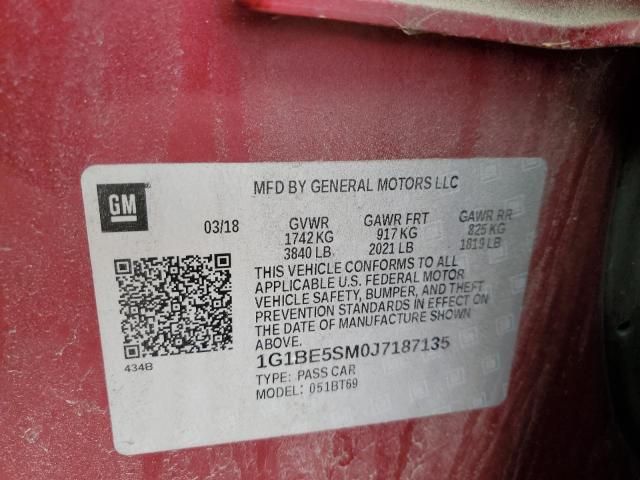 MFD BY GENERAL MOTORS LLC
GM
03/18 GVWR GAWR FRT GAWR RR
1742 KG 917 KG 825 KG
3840 LB 2021 LB 1819 LB
THIS VEHICLE CONFORMS TO ALL
APPLICABLE U.S. FEDERAL MOTOR
VEHICLE SAFETY, BUMPER, AND THEFT
PREVENTION STANDARDS IN EFFECT ON
THE DATE OF MANUFACTURE SHOWN
ABOVE.
434B
1G1BE5SM0J7187135
TYPE: PASS CAR
MODEL: 051BT69